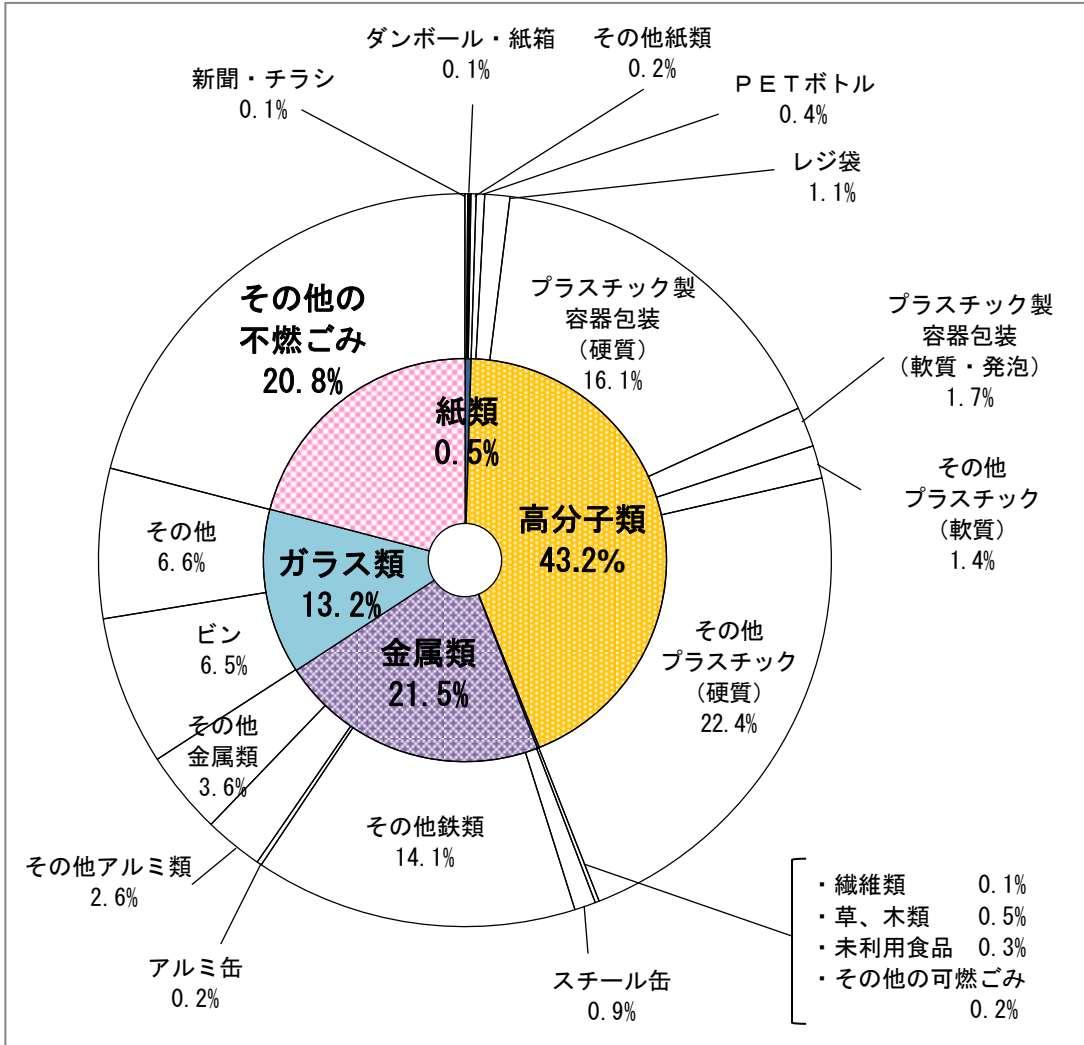 ダンボール・紙箱
0.1%
その他紙類
0.2%
新聞・チラシ
0.1%
ＰＥＴボトル
0.4%
レジ袋
1.1%
プラスチック製
容器包装
（硬質）
16.1%
プラスチック製
容器包装
（軟質・発泡）
1.7%
その他
プラスチック
（軟質）
1.4%
その他の
不燃ごみ
20.8%
紙類
0.5%
高分子類
43.2%
ガラス類
13.2%
金属類
21.5%
その他
6.6%
ビン
6.5%
その他
金属類
3.6%
その他
プラスチック
（硬質）
22.4%
その他鉄類
14.1%
その他アルミ類
2.6%
アルミ缶
0.2%
スチール缶
0.9%
・繊維類 0.1%
・草、木類 0.5%
・未利用食品 0.3%
・その他の可燃ごみ
0.2%